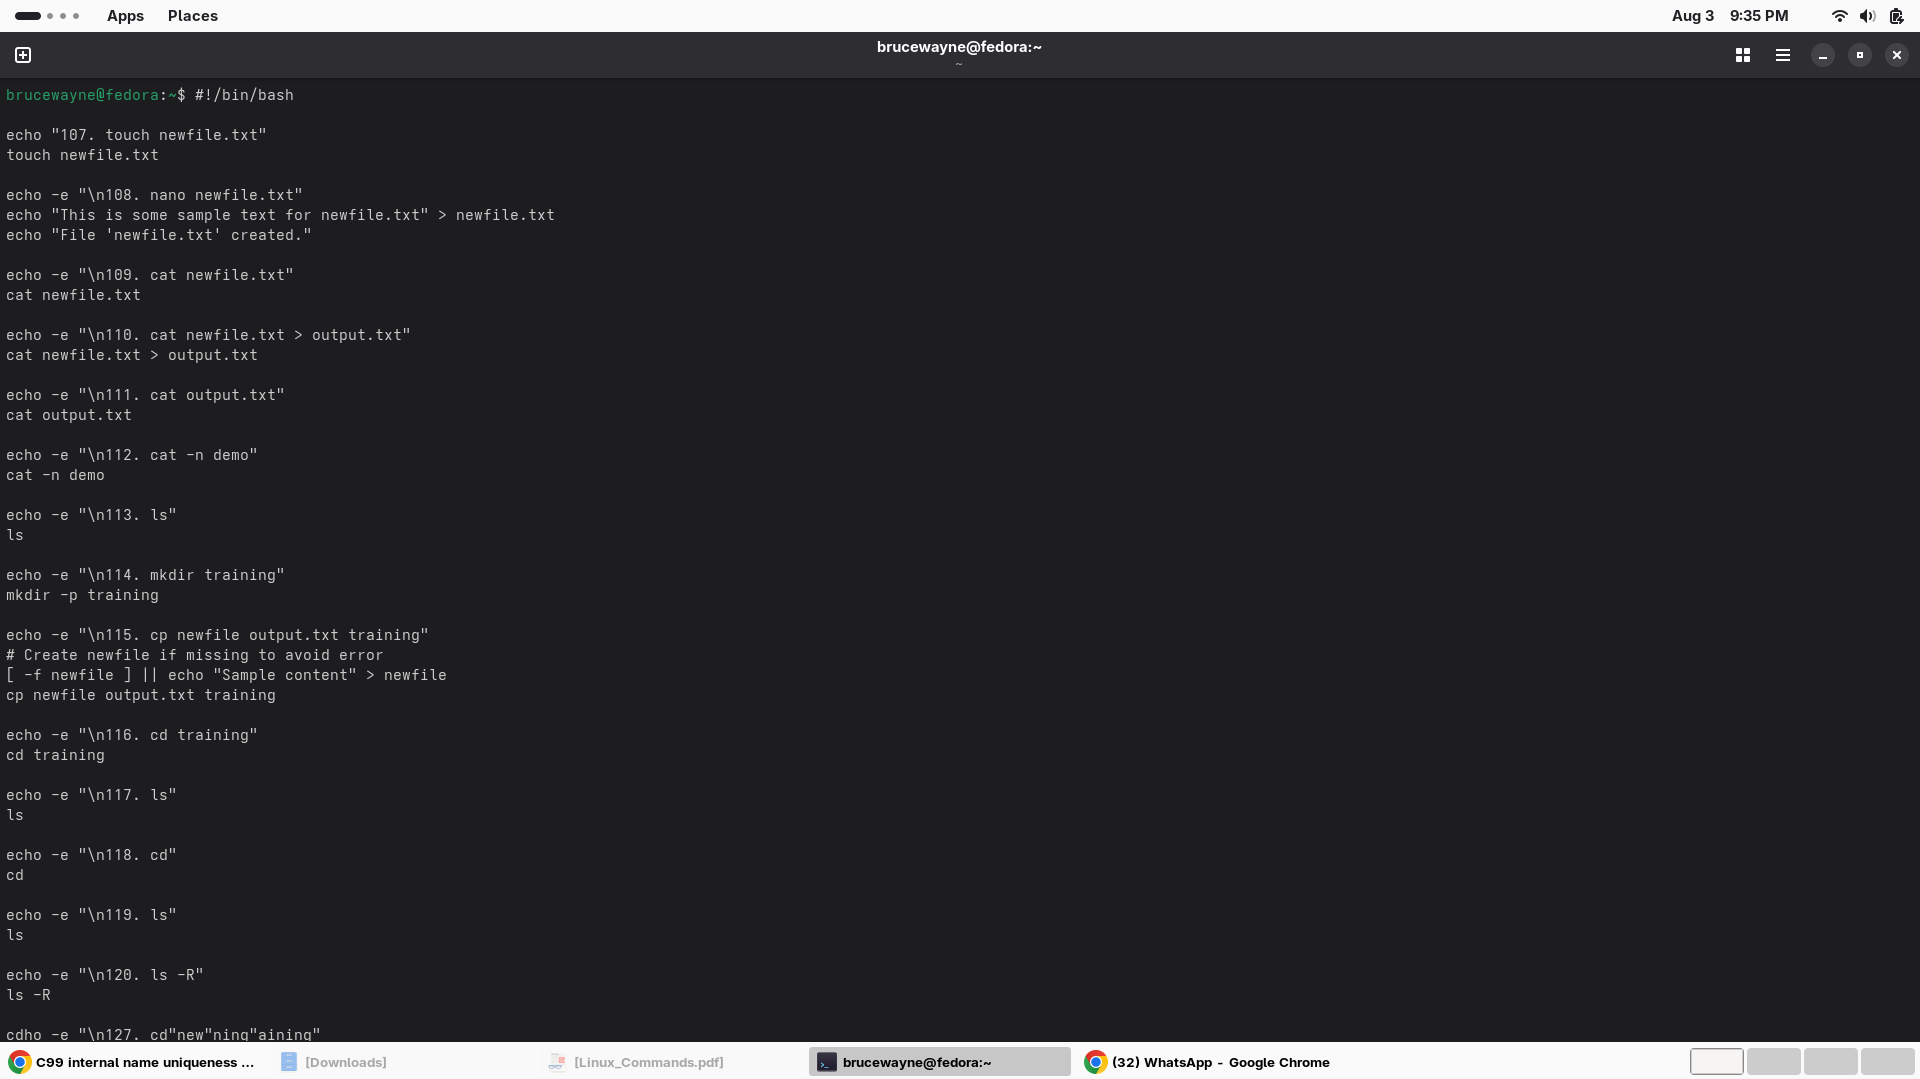 Apps Places Aug 3 9:35 PM
brucewayne@fedora:~
~
brucewayne@fedora:~$ #!/bin/bash
echo "107. touch newfile.txt"
touch newfile.txt
echo -e "\n108. nano newfile.txt"
echo "This is some sample text for newfile.txt" > newfile.txt
echo "File 'newfile.txt' created."
echo -e "\n109. cat newfile.txt"
cat newfile.txt
echo -e "\n110. cat newfile.txt > output.txt"
cat newfile.txt > output.txt
echo -e "\n111. cat output.txt"
cat output.txt
echo -e "\n112. cat -n demo"
cat -n demo
echo -e "\n113. ls"
ls
echo -e "\n114. mkdir training"
mkdir -p training
echo -e "\n115. cp newfile output.txt training"
# Create newfile if missing to avoid error
[ -f newfile ] || echo "Sample content" > newfile
cp newfile output.txt training
echo -e "\n116. cd training"
cd training
echo -e "\n117. ls"
ls
echo -e "\n118. cd"
cd
echo -e "\n119. ls"
ls
echo -e "\n120. ls -R"
ls -R
cdho -e "\n127. cd"new"ning"aining"
C99 internal name uniqueness ... [Downloads] [Linux_Commands.pdf] brucewayne@fedora:~ (32) WhatsApp - Google Chrome